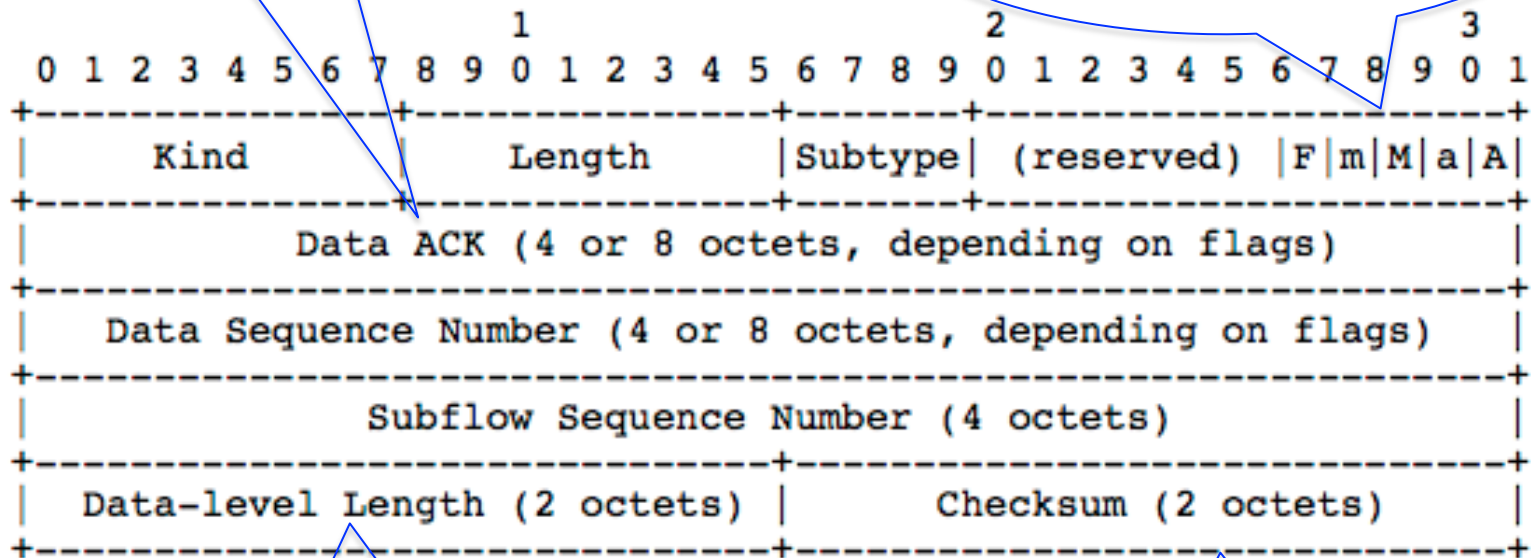 1                   2                   3
 0 1 2 3 4 5 6 7 8 9 0 1 2 3 4 5 6 7 8 9 0 1 2 3 4 5 6 7 8 9 0 1
+---------------+---------------+-------+----------------------+
|     Kind      |    Length     |Subtype| (reserved) |F|m|M|a|A|
+---------------+---------------+-------+----------------------+
|           Data ACK (4 or 8 octets, depending on flags)       |
+--------------------------------------------------------------+
|   Data Sequence Number (4 or 8 octets, depending on flags)   |
+--------------------------------------------------------------+
|              Subflow Sequence Number (4 octets)              |
+-------------------------------+------------------------------+
|  Data-level Length (2 octets) |      Checksum (2 octets)     |
+-------------------------------+------------------------------+